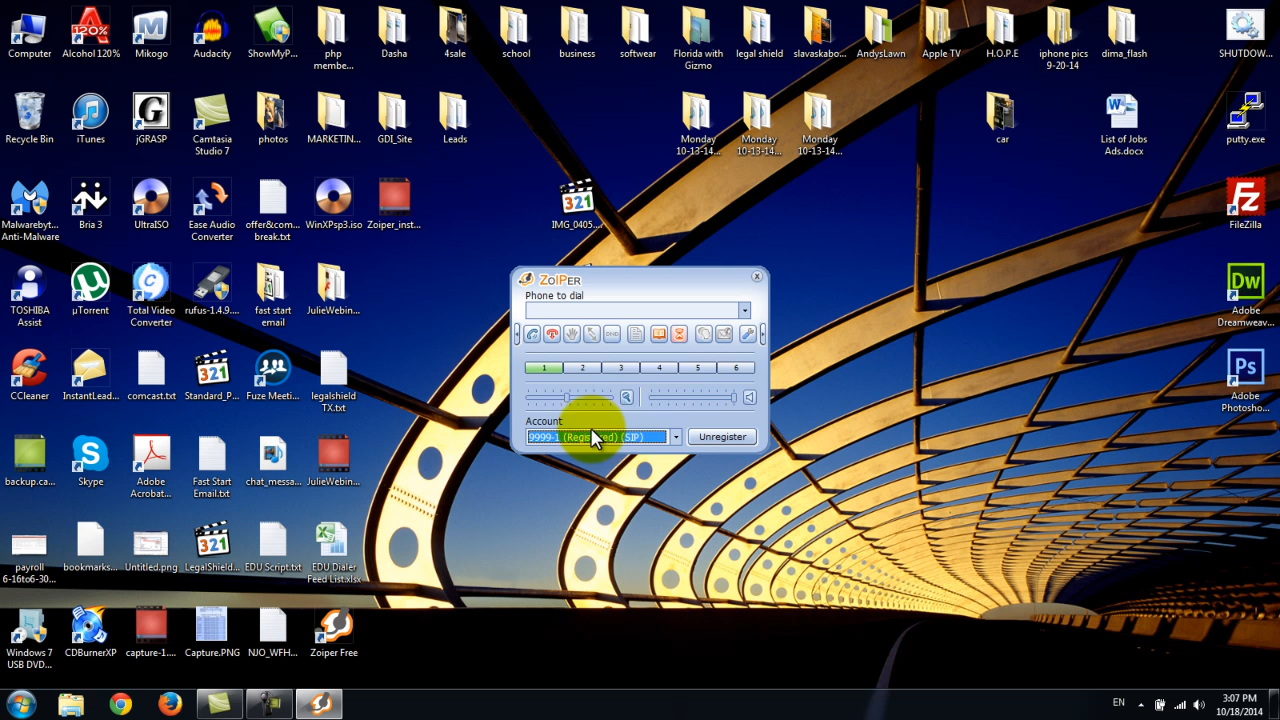 Computer
Alcohol 120%
Mikogo
Audacity
ShowMyP...
php
membe...
Dasha
4sale
school
business
softwear
Florida with
Gizmo
legal shield
slavaskabo...
AndysLawn
Apple TV
H.O.P.E
iphone pics
9-20-14
dima_flash
SHUTDOW...
Recycle Bin
iTunes
jGRASP
Camtasia
Studio 7
photos
MARKETIN...
GDI_Site
Leads
Monday
10-13-14...
Monday
10-13-14...
Monday
10-13-14...
car
List of Jobs
Ads.docx
putty.exe
Malwarebyt...
Anti-Malware
Bria 3
UltraISO
Ease Audio
Converter
offer&com...
break.txt
WinXPsp3.iso
Zoiper_inst...
IMG_0405...
FileZilla
TOSHIBA
Assist
µTorrent
Total Video
Converter
rufus-1.4.9....
fast start
email
JulieWebin...
Adobe
Dreamweav...
CCleaner
InstantLead...
comcast.txt
Standard_P...
Fuze Meeti...
legalshield
TX.txt
Adobe
Photosho...
backup.ca...
Skype
Adobe
Acrobat...
Fast Start
Email.txt
chat_messa...
JulieWebin...
payroll
6-16to6-30...
bookmarks...
Untitled.png
LegalShield...
EDU Script.txt
EDU Dialer
Feed List.xlsx
Windows 7
USB DVD...
CDBurnerXP
capture-1....
Capture.PNG
NJO_WFH...
Zoiper Free
ZOIPER
Phone to dial
DND
1 2 3 4 5 6
Account
9999-1 (Registered) (SIP)
Unregister
EN
3:07 PM
10/18/2014